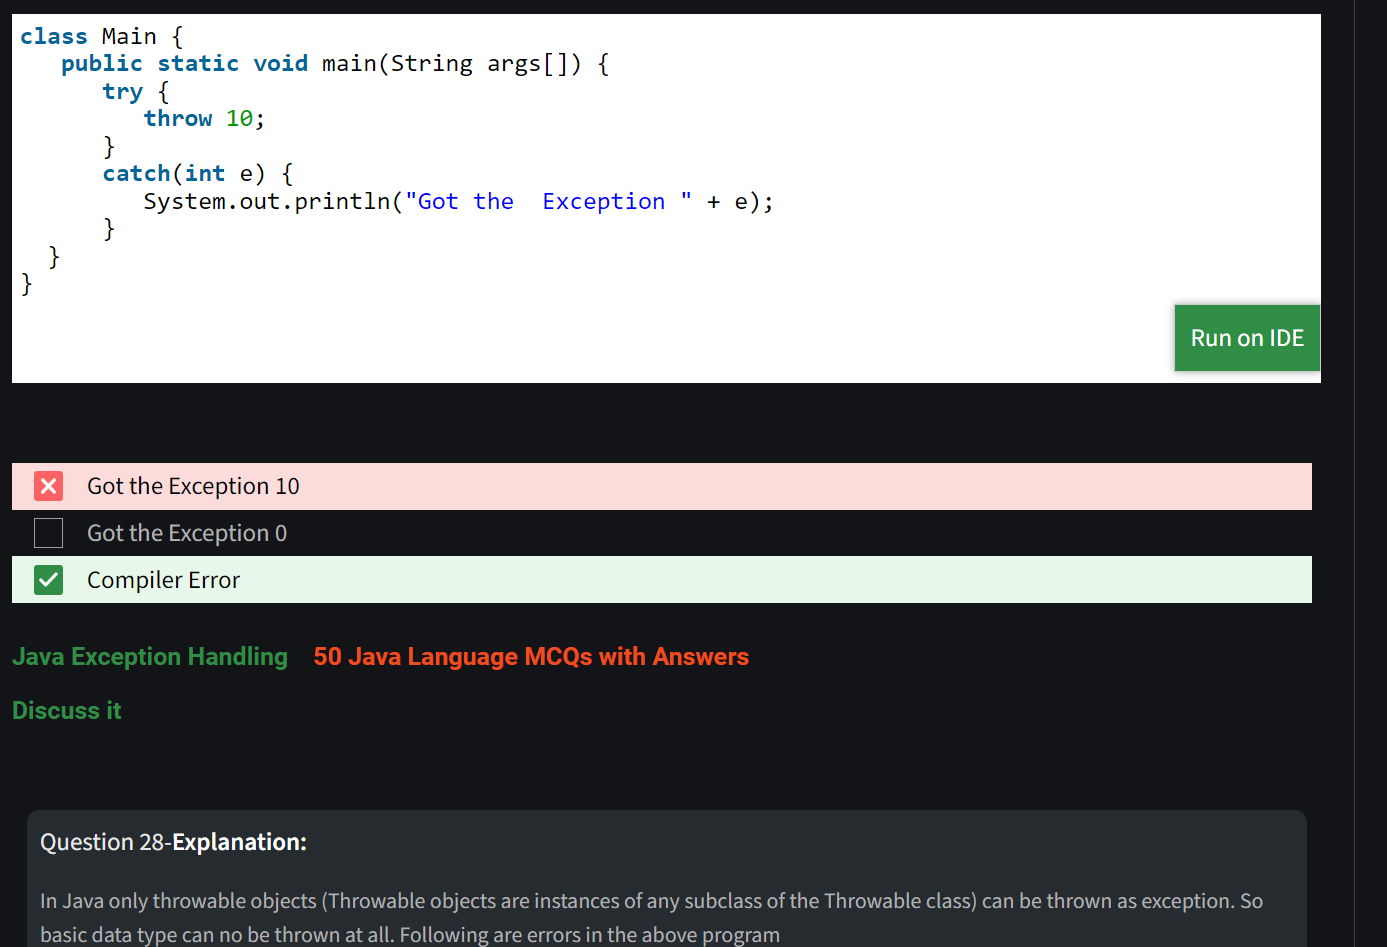 class Main {
   public static void main(String args[]) {
      try {
         throw 10;
      }
      catch(int e) {
         System.out.println("Got the  Exception " + e);
      }
  }
}
Run on IDE
Got the Exception 10
Got the Exception 0
Compiler Error
Java Exception Handling    50 Java Language MCQs with Answers
Discuss it
Question 28-Explanation:
In Java only throwable objects (Throwable objects are instances of any subclass of the Throwable class) can be thrown as exception. So
basic data type can no be thrown at all. Following are errors in the above program